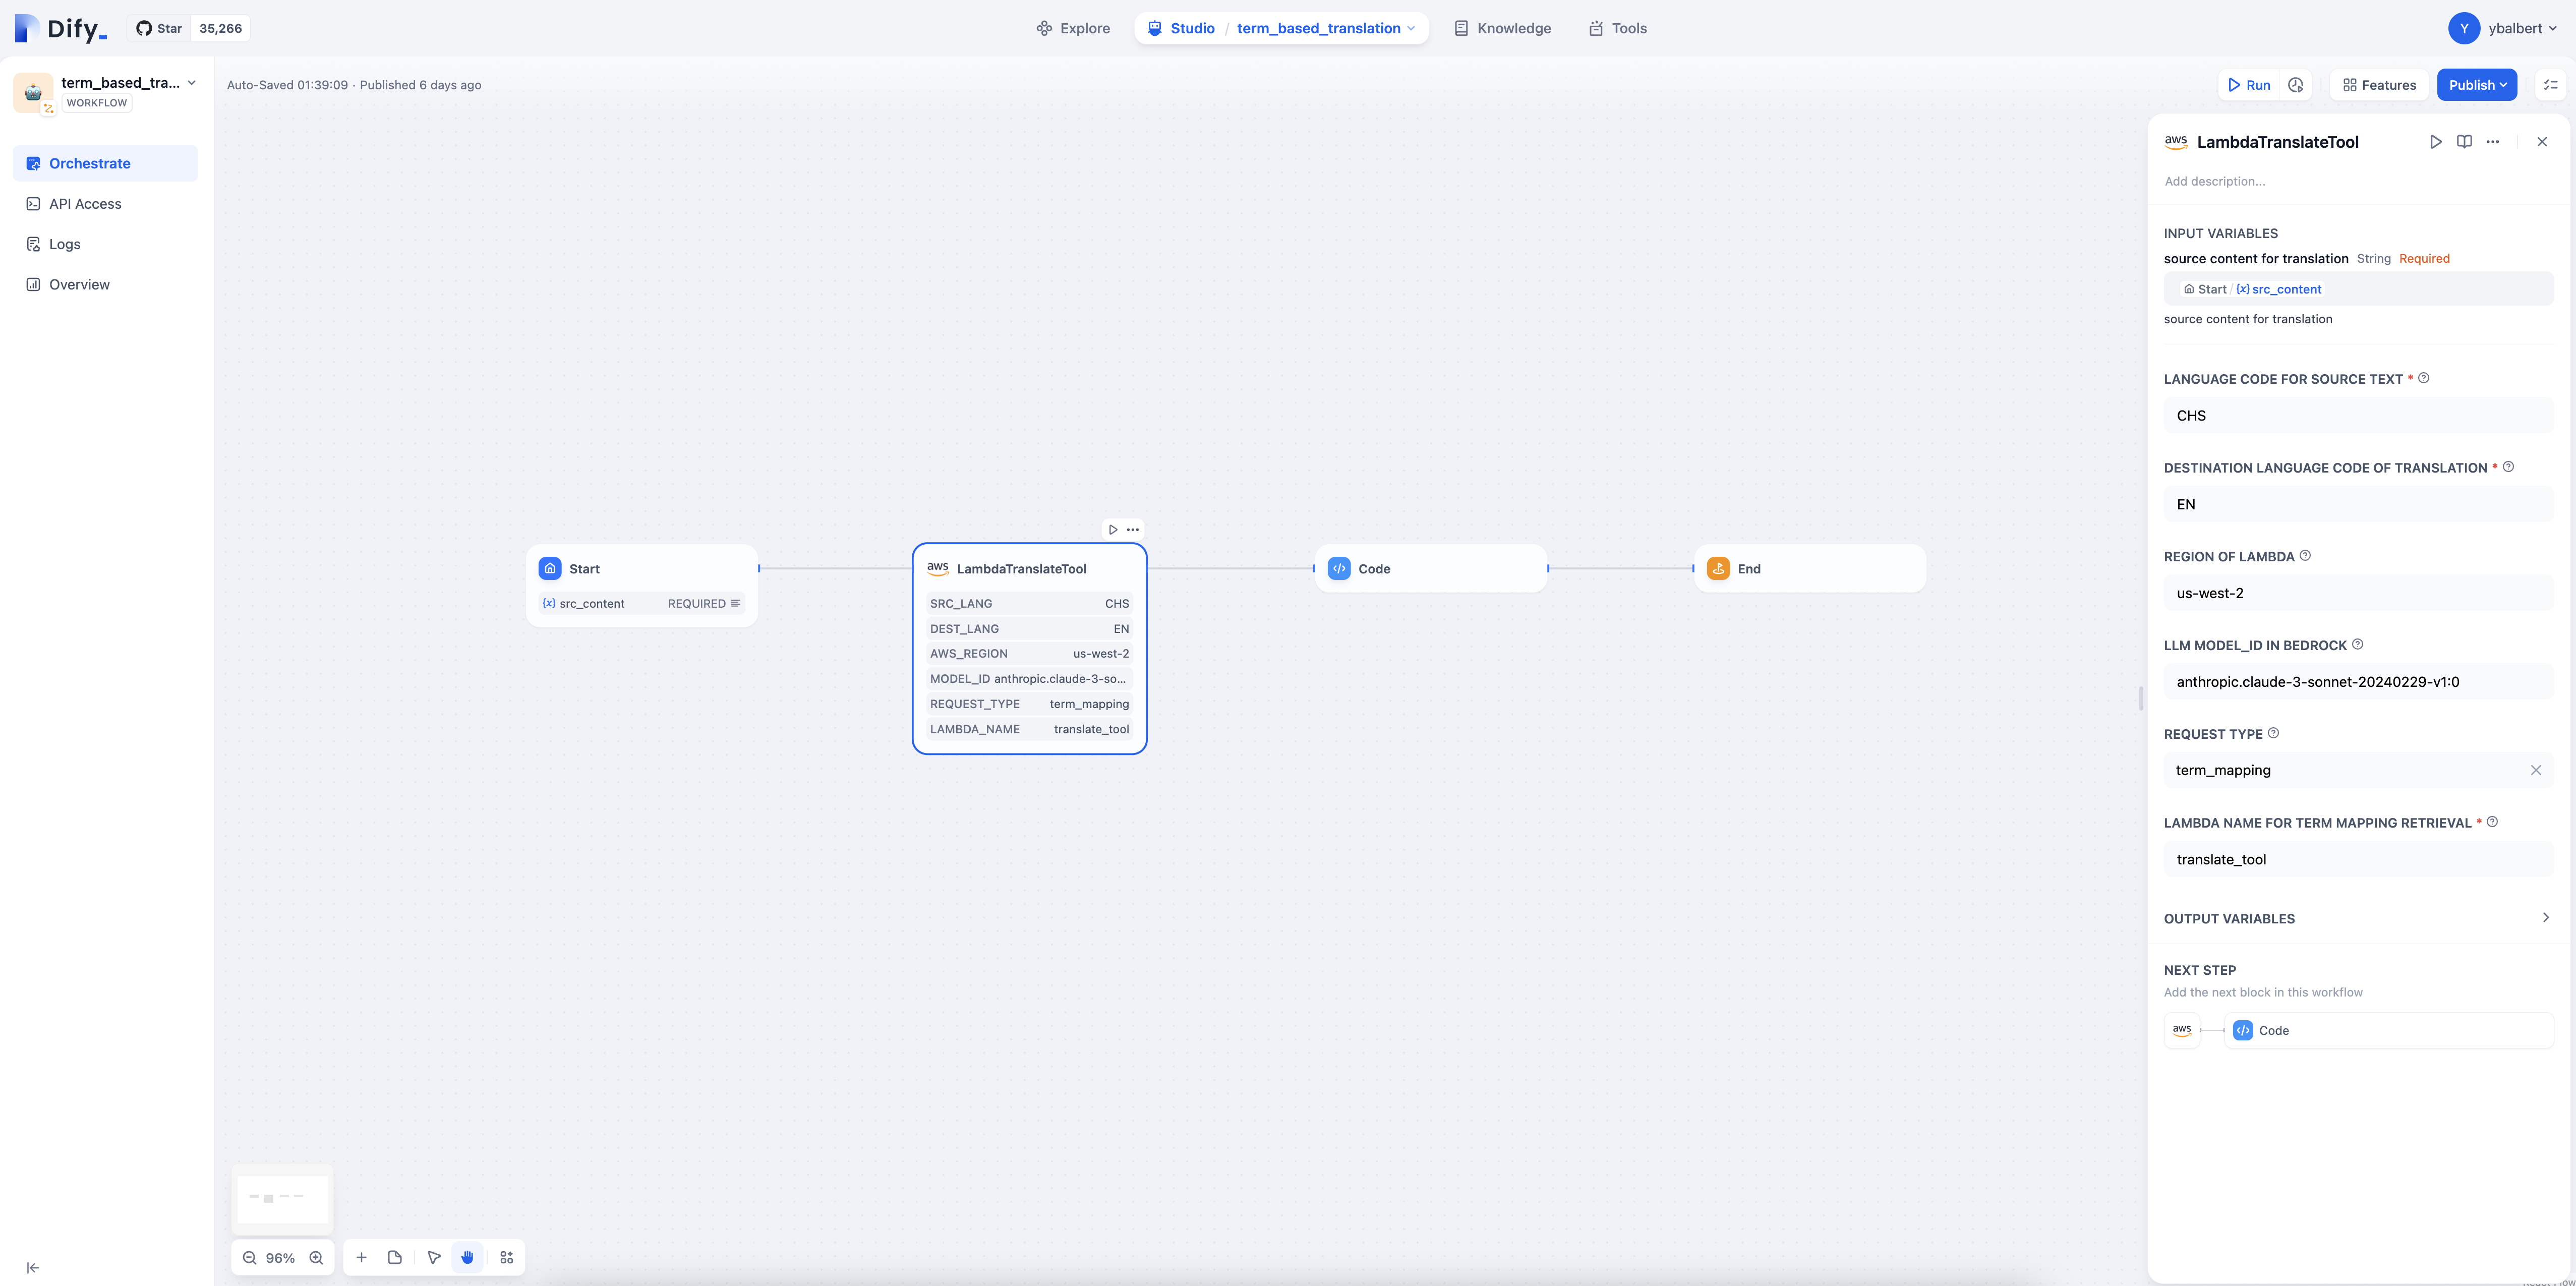 Dify_
Star 35,266
Explore
Studio / term_based_translation
Knowledge
Tools
Y ybalbert
term_based_tra...
WORKFLOW
Orchestrate
API Access
Logs
Overview
Auto-Saved 01:39:09 · Published 6 days ago
Run
Features
Publish
Start
{x} src_content REQUIRED
aws LambdaTranslateTool
SRC_LANG CHS
DEST_LANG EN
AWS_REGION us-west-2
MODEL_ID anthropic.claude-3-so...
REQUEST_TYPE term_mapping
LAMBDA_NAME translate_tool
Code
End
96%
aws LambdaTranslateTool
Add description...
INPUT VARIABLES
source content for translation String Required
Start / {x} src_content
source content for translation
LANGUAGE CODE FOR SOURCE TEXT *
CHS
DESTINATION LANGUAGE CODE OF TRANSLATION *
EN
REGION OF LAMBDA
us-west-2
LLM MODEL_ID IN BEDROCK
anthropic.claude-3-sonnet-20240229-v1:0
REQUEST TYPE
term_mapping
LAMBDA NAME FOR TERM MAPPING RETRIEVAL *
translate_tool
OUTPUT VARIABLES
NEXT STEP
Add the next block in this workflow
aws Code